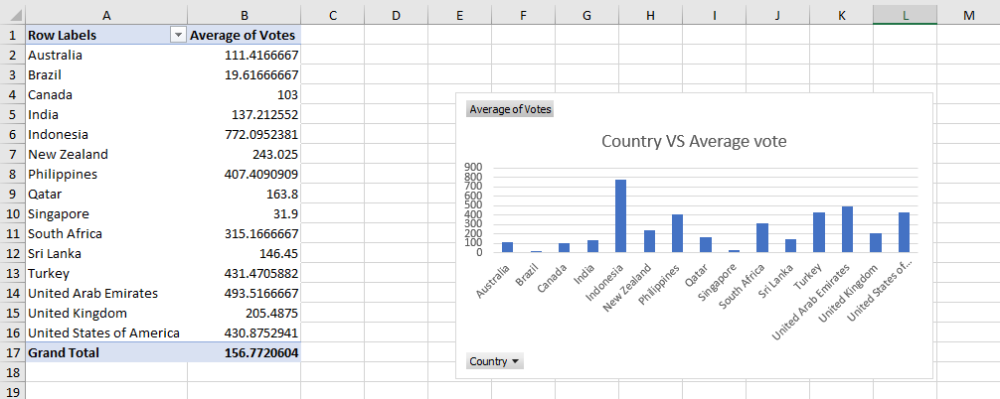 A B C D E F G H I J K L M
1 Row Labels Average of Votes
2 Australia 111.4166667
3 Brazil 19.61666667
4 Canada 103
5 India 137.212552
6 Indonesia 772.0952381
7 New Zealand 243.025
8 Philippines 407.4090909
9 Qatar 163.8
10 Singapore 31.9
11 South Africa 315.1666667
12 Sri Lanka 146.45
13 Turkey 431.4705882
14 United Arab Emirates 493.5166667
15 United Kingdom 205.4875
16 United States of America 430.8752941
17 Grand Total 156.7720604
18
19
Average of Votes
Country VS Average vote
900
800
700
600
500
400
300
200
100
0
Australia
Brazil
Canada
India
Indonesia
New Zealand
Philippines
Qatar
Singapore
South Africa
Sri Lanka
Turkey
United Arab Emirates
United Kingdom
United States of...
Country